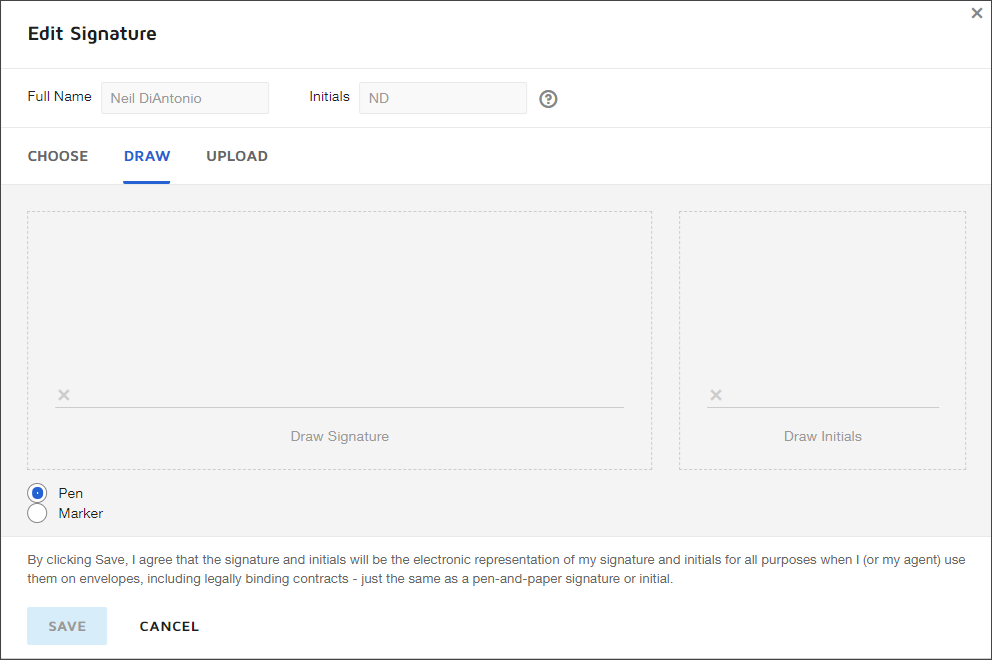 Edit Signature
Full Name Neil DiAntonio Initials ND ?
CHOOSE DRAW UPLOAD
Draw Signature Draw Initials
Pen
Marker
By clicking Save, I agree that the signature and initials will be the electronic representation of my signature and initials for all purposes when I (or my agent) use
them on envelopes, including legally binding contracts - just the same as a pen-and-paper signature or initial.
SAVE CANCEL